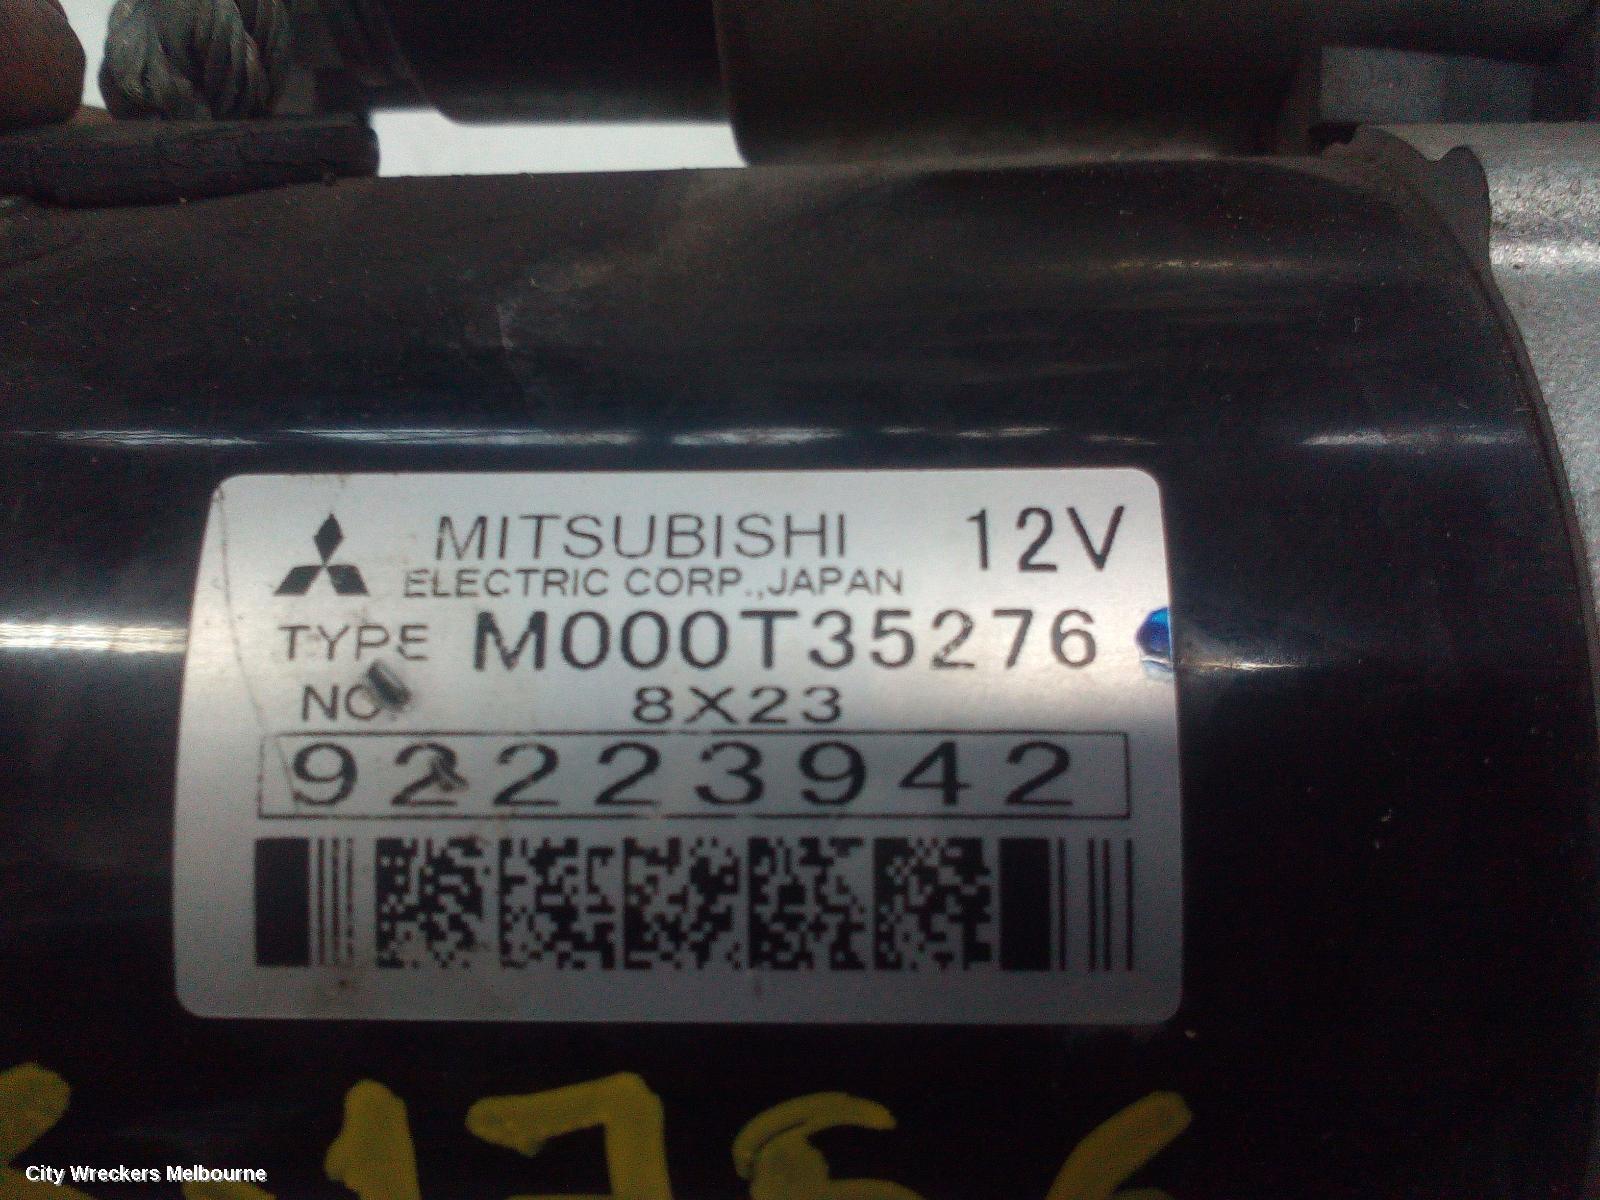 MITSUBISHI 12V
ELECTRIC CORP.,JAPAN
TYPE M000T35276
NO 8X23
92223942
City Wreckers Melbourne